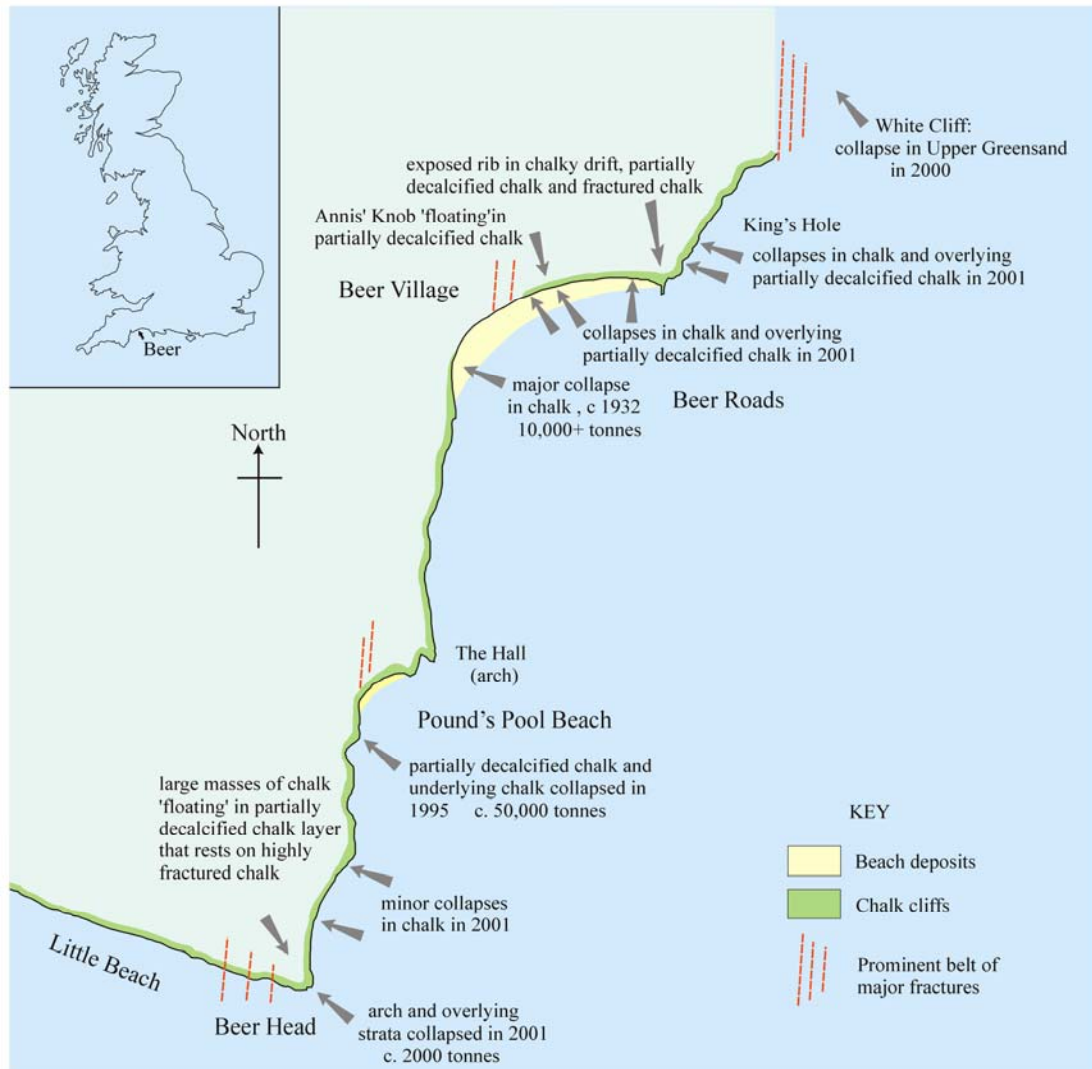 Beer
White Cliff:
collapse in Upper Greensand
in 2000
exposed rib in chalky drift, partially
decalcified chalk and fractured chalk
Annis' Knob 'floating'in
partially decalcified chalk
King's Hole
collapses in chalk and overlying
partially decalcified chalk in 2001
Beer Village
collapses in chalk and overlying
partially decalcified chalk in 2001
major collapse
in chalk , c 1932
10,000+ tonnes
Beer Roads
North
The Hall
(arch)
Pound's Pool Beach
partially decalcified chalk and
underlying chalk collapsed in
1995 c. 50,000 tonnes
large masses of chalk
'floating' in partially
decalcified chalk layer
that rests on highly
fractured chalk
minor collapses
in chalk in 2001
Little Beach
Beer Head
arch and overlying
strata collapsed in 2001
c. 2000 tonnes
KEY
Beach deposits
Chalk cliffs
Prominent belt of
major fractures